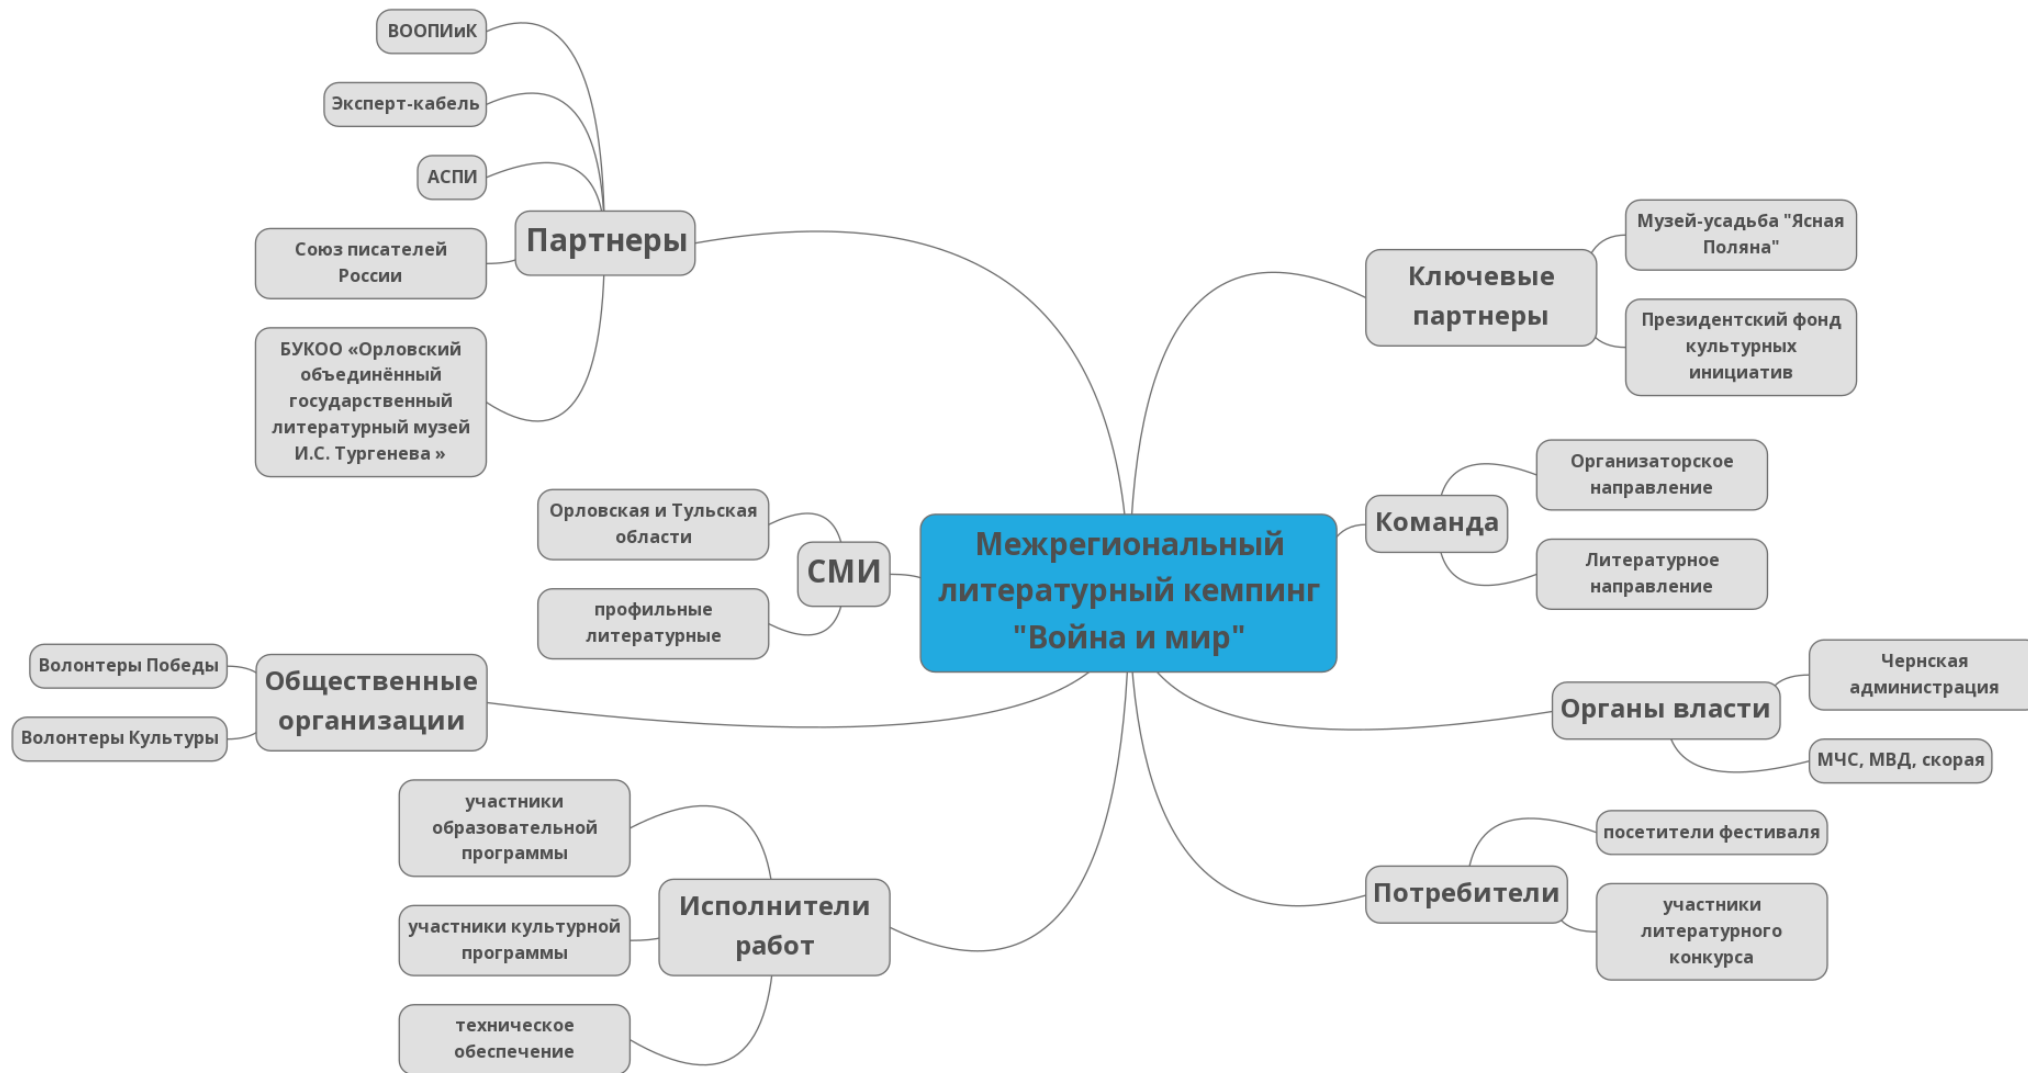 ВООПИиК
Эксперт-кабель
АСПИ
Союз писателей
России
БУКОО «Орловский
объединённый
государственный
литературный музей
И.С. Тургенева »
Партнеры
Орловская и Тульская
области
профильные
литературные
СМИ
Волонтеры Победы
Волонтеры Культуры
Общественные
организации
участники
образовательной
программы
участники культурной
программы
техническое
обеспечение
Исполнители
работ
Межрегиональный
литературный кемпинг
"Война и мир"
Ключевые
партнеры
Музей-усадьба "Ясная
Поляна"
Президентский фонд
культурных
инициатив
Команда
Организаторское
направление
Литературное
направление
Органы власти
Чернская
администрация
МЧС, МВД, скорая
Потребители
посетители фестиваля
участники
литературного
конкурса